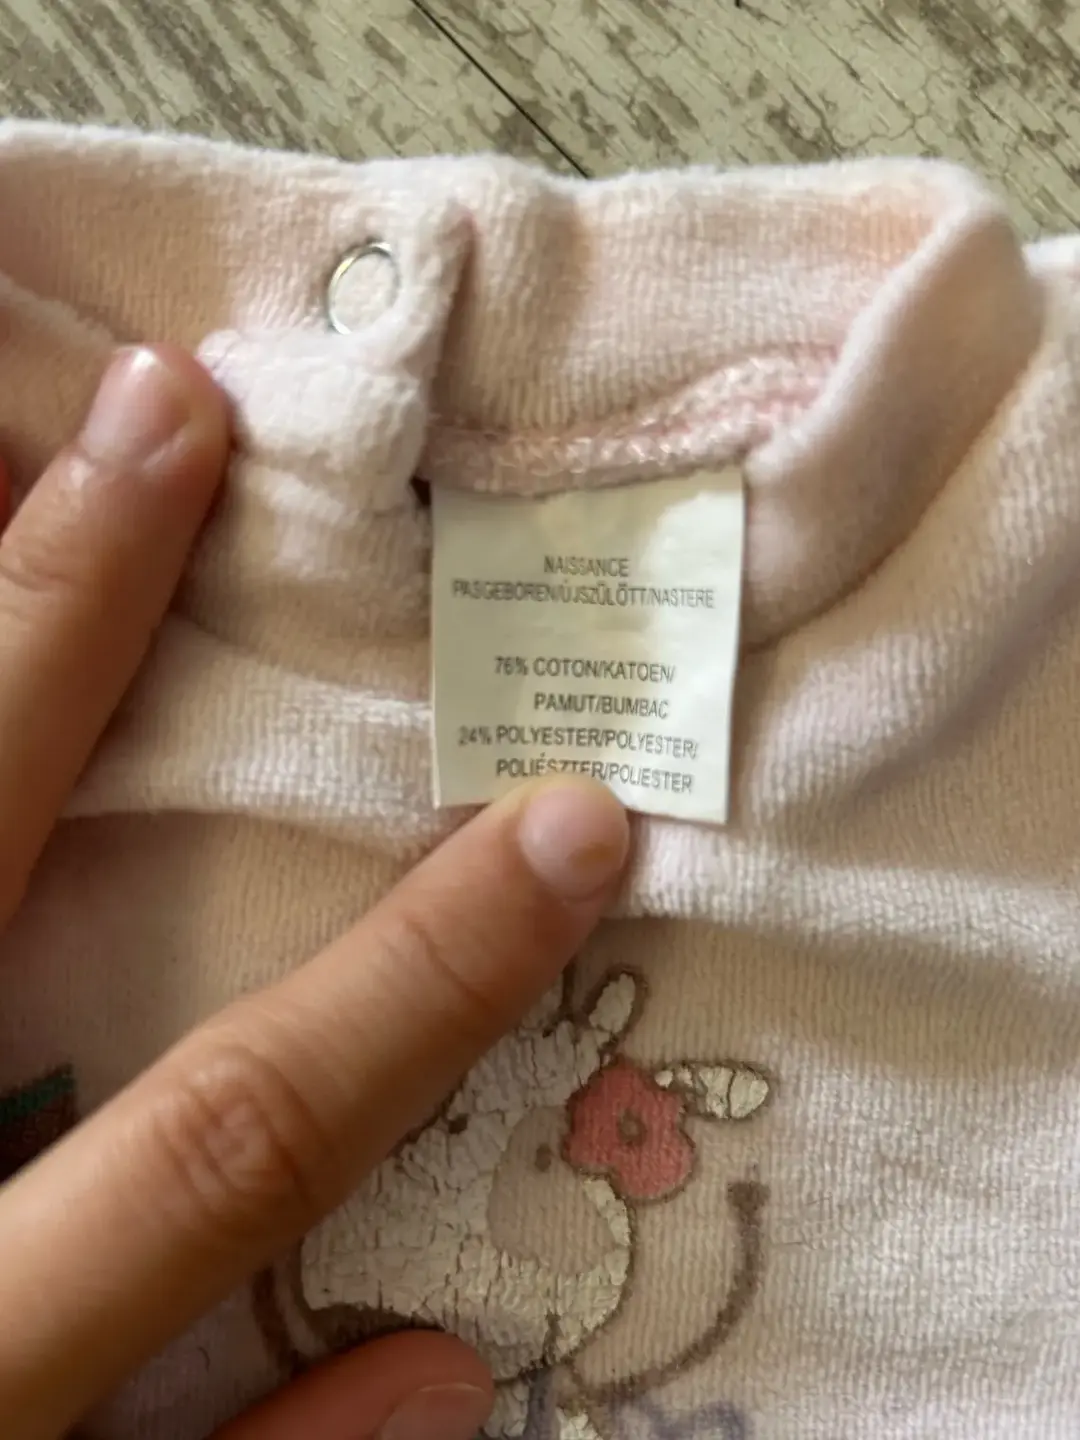 NAISSANCE
PASGEBOREN/ÚJSZÜLÖTT/NASTERE
76% COTON/KATOEN/
PAMUT/BUMBAC
24% POLYESTER/POLYESTER/
POLIÉSZTER/POLIESTER